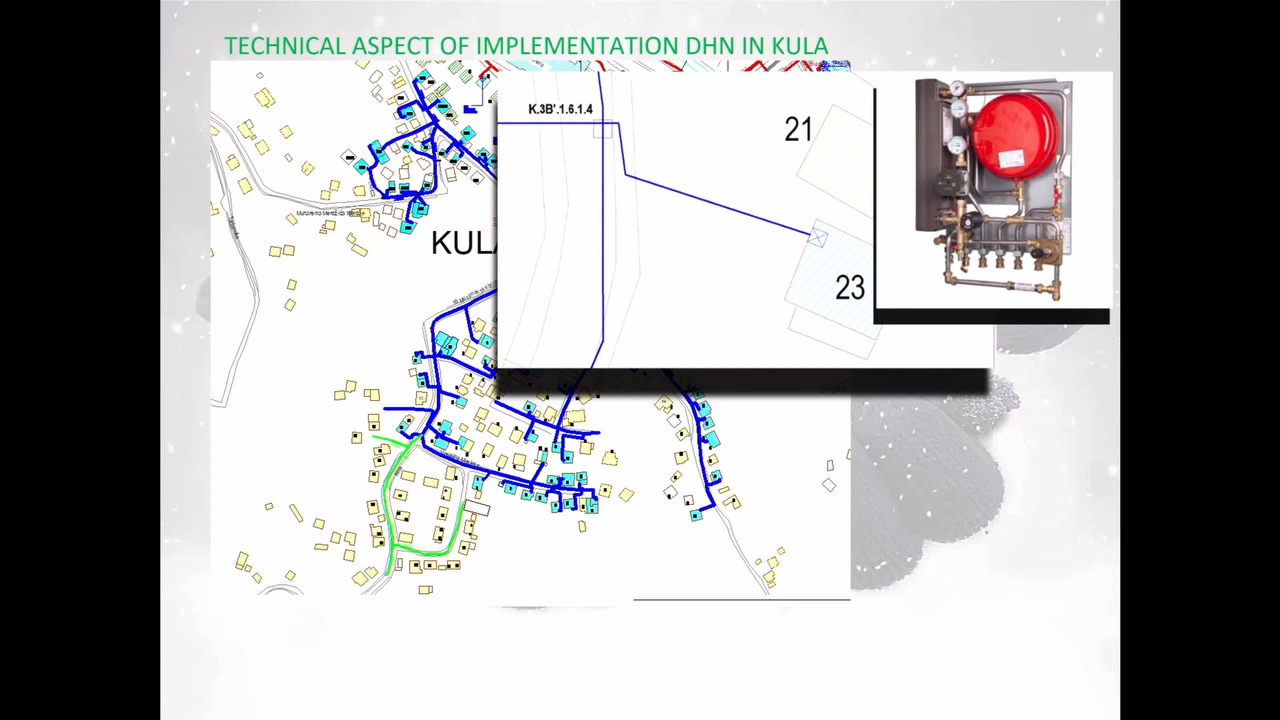 TECHNICAL ASPECT OF IMPLEMENTATION DHN IN KULA
K.3B'.1.6.1.4
21
KULA
23